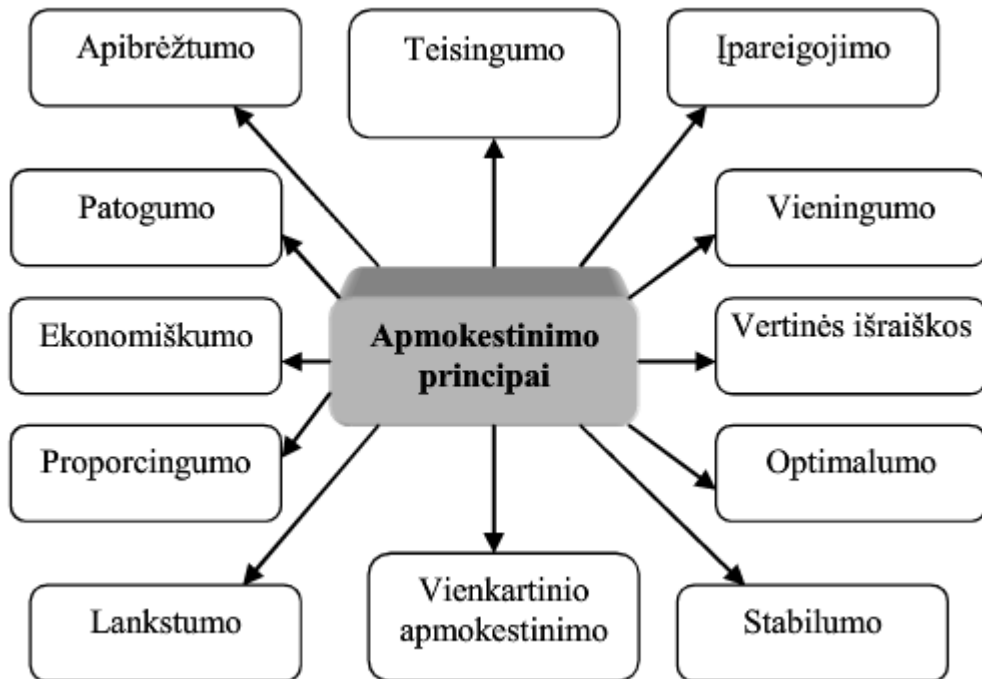 Apibrėžtumo
Teisingumo
Įpareigojimo
Patogumo
Vieningumo
Ekonomiškumo
Apmokestinimo
principai
Vertinės išraiškos
Proporcingumo
Optimalumo
Lankstumo
Vienkartinio
apmokestinimo
Stabilumo